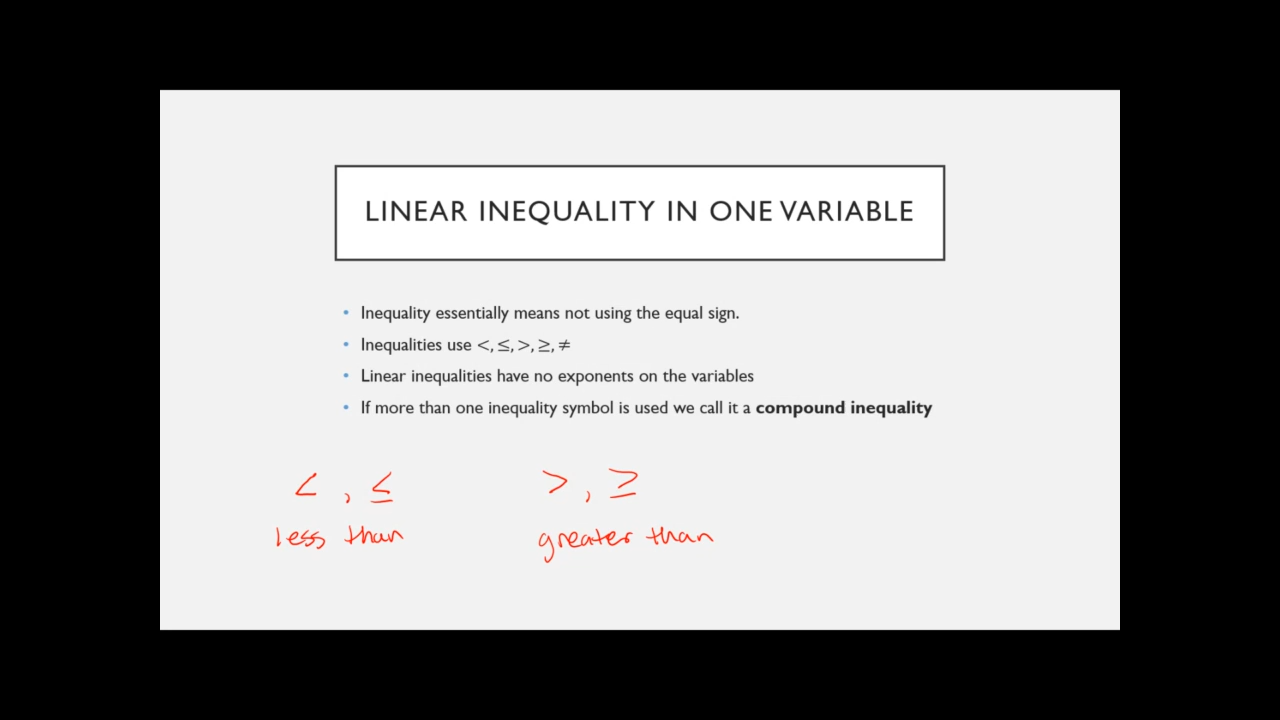 LINEAR INEQUALITY IN ONE VARIABLE
• Inequality essentially means not using the equal sign.
• Inequalities use <, ≤, >, ≥, ≠
• Linear inequalities have no exponents on the variables
• If more than one inequality symbol is used we call it a compound inequality
< , ≤ > , ≥
less than greater than